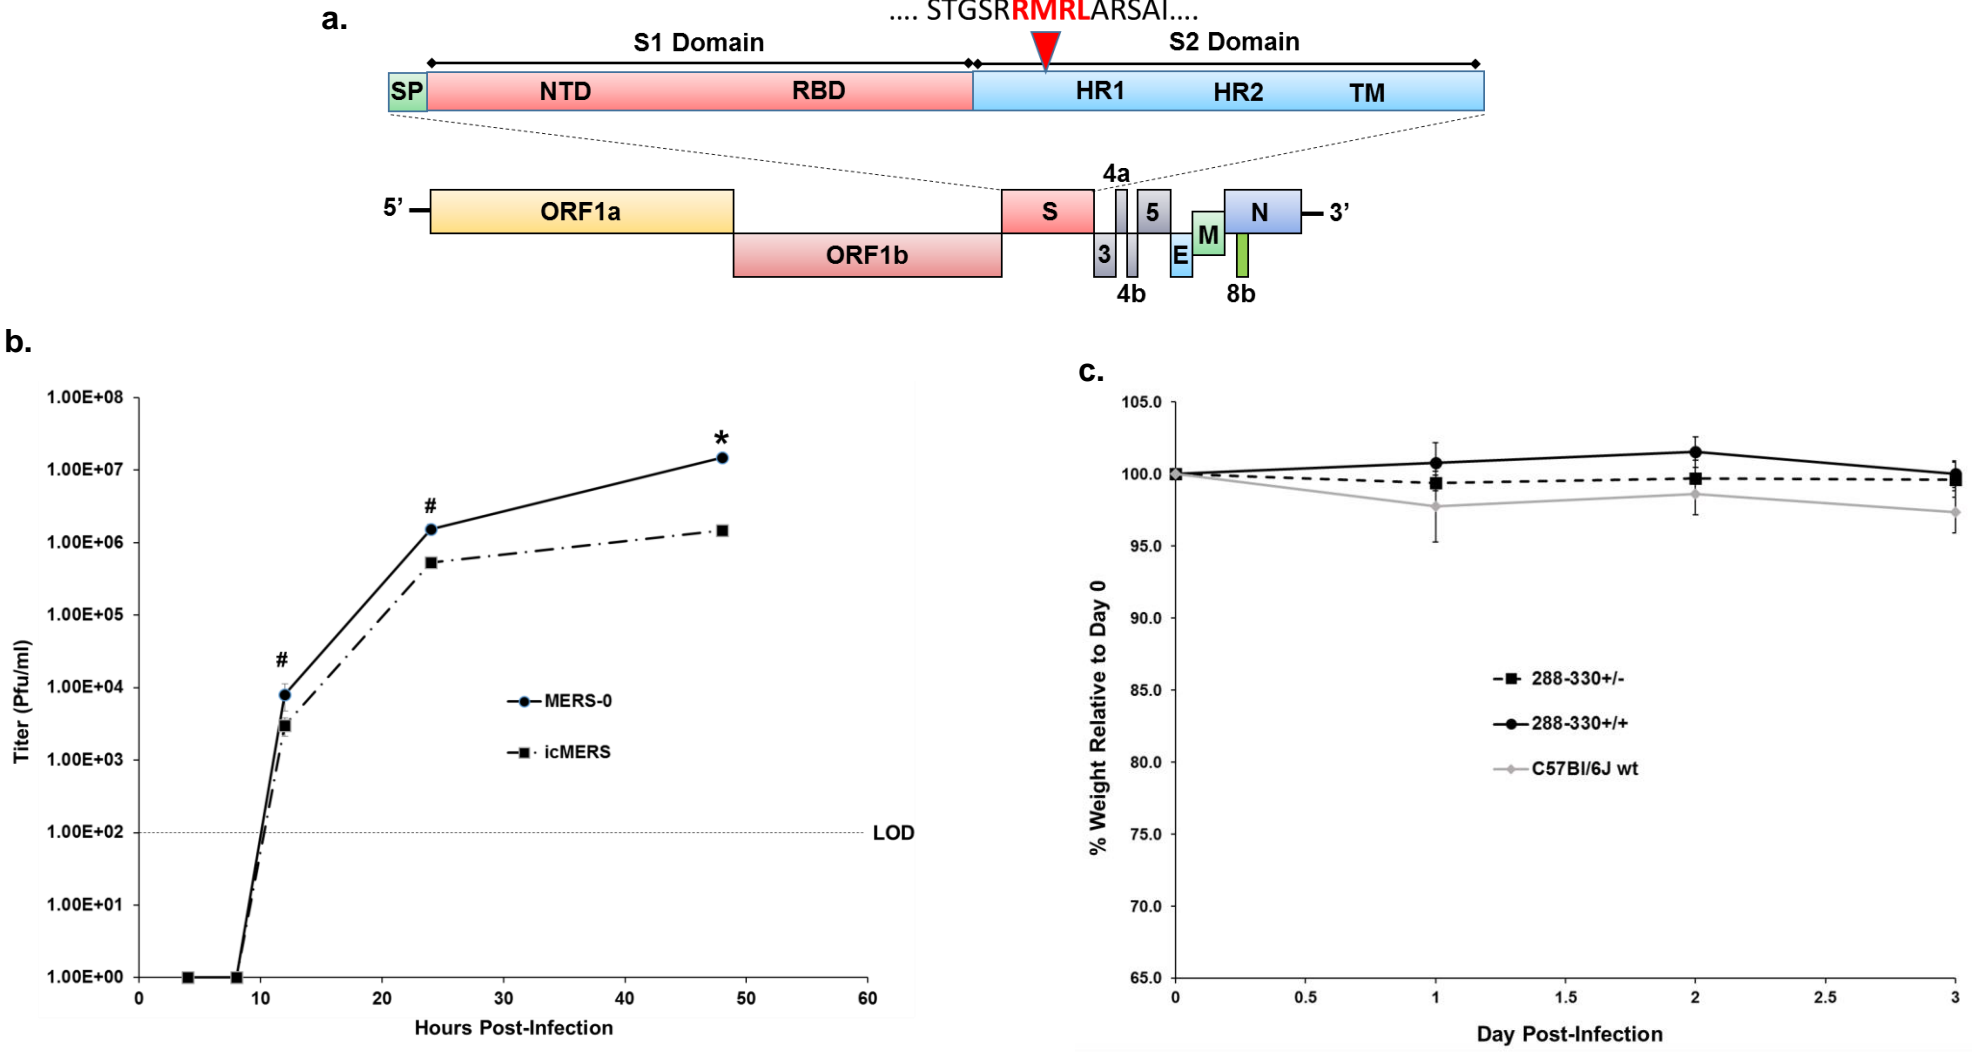 a.
.... STGSRRMRLARSAI....
S1 Domain
S2 Domain
SP
NTD
RBD
HR1
HR2
TM
4a
5’
ORF1a
S
5
N
3’
ORF1b
3
E
M
4b
8b
b.
1.00E+08
1.00E+07
1.00E+06
1.00E+05
1.00E+04
1.00E+03
1.00E+02
1.00E+01
1.00E+00
Titer (Pfu/ml)
#
#
*
MERS-0
icMERS
LOD
0
10
20
30
40
50
60
Hours Post-Infection
c.
105.0
100.0
95.0
90.0
85.0
80.0
75.0
70.0
65.0
% Weight Relative to Day 0
288-330+/-
288-330+/+
C57Bl/6J wt
0
0.5
1
1.5
2
2.5
3
Day Post-Infection